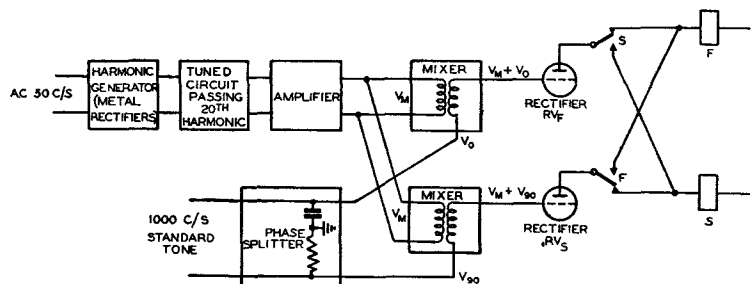 AC 50 C/S
HARMONIC
GENERATOR
(METAL
RECTIFIERS)
TUNED
CIRCUIT
PASSING
20TH
HARMONIC
AMPLIFIER
MIXER
VM
VO
VM + VO
RECTIFIER
RVF
S
F
1000 C/S
STANDARD
TONE
PHASE
SPLITTER
MIXER
VM
V90
VM + V90
RECTIFIER
RVS
F
S